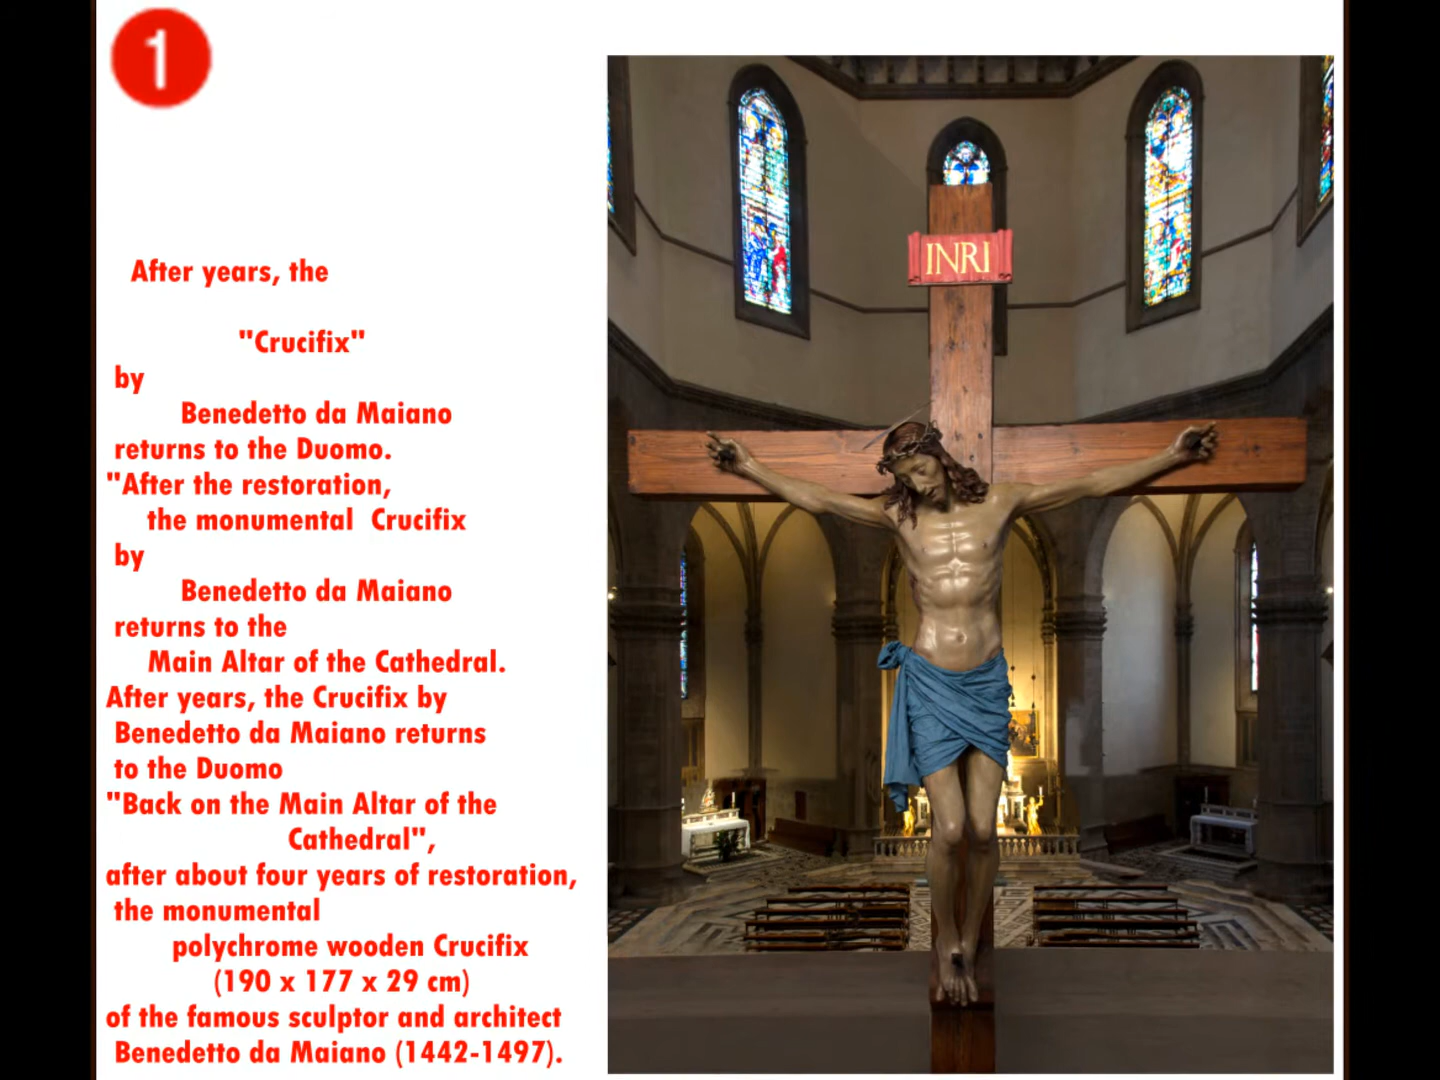 1
After years, the
"Crucifix"
by
Benedetto da Maiano
returns to the Duomo.
"After the restoration,
the monumental Crucifix
by
Benedetto da Maiano
returns to the
Main Altar of the Cathedral.
After years, the Crucifix by
Benedetto da Maiano returns
to the Duomo
"Back on the Main Altar of the
Cathedral",
after about four years of restoration,
the monumental
polychrome wooden Crucifix
(190 x 177 x 29 cm)
of the famous sculptor and architect
Benedetto da Maiano (1442-1497).
INRI